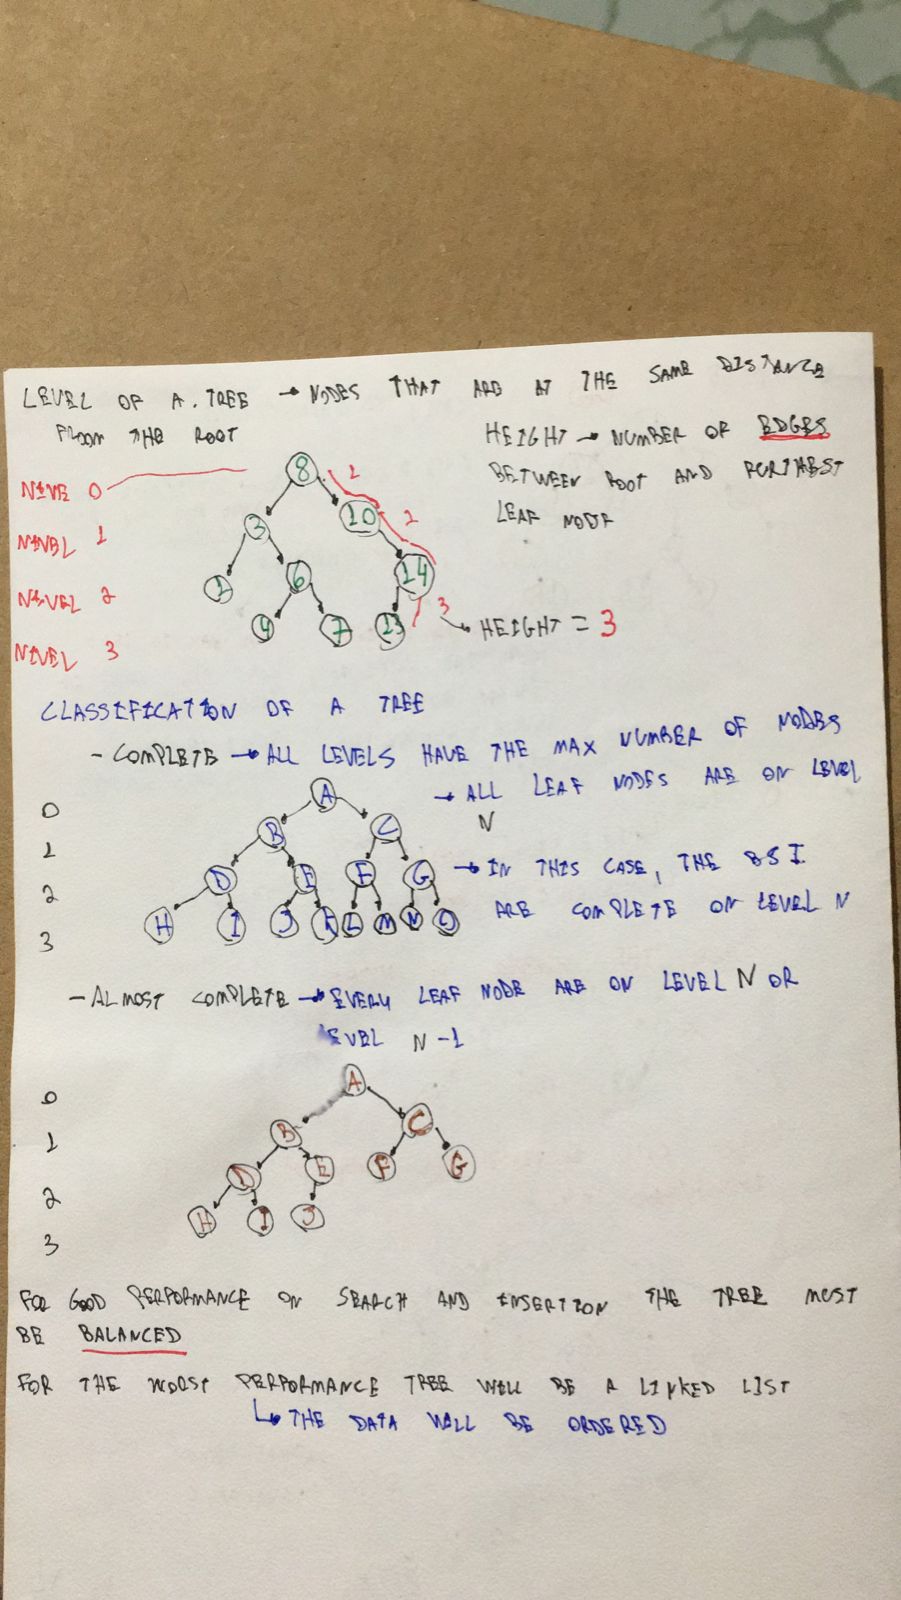 LEVEL OF A. TREE → NODES THAT ARE AT THE SAME DISTANCE
FROM THE ROOT
HEIGHT → NUMBER OF EDGES
BETWEEN ROOT AND FURTHEST
LEAF NODE
NIVE 0
8
1
3
10
NIVEL 1
2
1
6
14
NIVEL 2
4
7
13
3
HEIGHT = 3
NIVEL 3
CLASSIFICATION OF A TREE
- COMPLETE → ALL LEVELS HAVE THE MAX NUMBER OF NODES
→ ALL LEAF NODES ARE ON LEVEL
N
0
A
1
B C
2
D E F G
→ IN THIS CASE, THE
ARE COMPLETE ON LEVEL N
3
H I J K L M N O
- ALMOST COMPLETE → EVERY LEAF NODE ARE ON LEVEL N OR
LEVEL N - 1
0
A
1
B C
2
D E F G
3
H I J
FOR GOOD PERFORMANCE ON SEARCH AND INSERTION THE TREE MUST
BE BALANCED
FOR THE WORST PERFORMANCE TREE WILL BE A LINKED LIST
↳ THE DATA WILL BE ORDERED